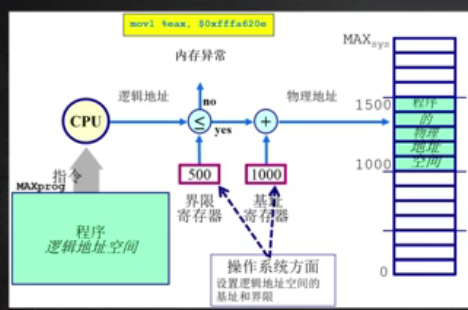 movl %eax, $0xfffa620e
内存异常
MAXsys
逻辑地址
no
物理地址
CPU
≤
yes
+
1500
程序
的
物理
地址
空间
1000
指令
500
1000
MAXprog
界限
寄存器
基址
寄存器
程序
逻辑地址空间
操作系统方面
设置逻辑地址空间的
基址和界限
0